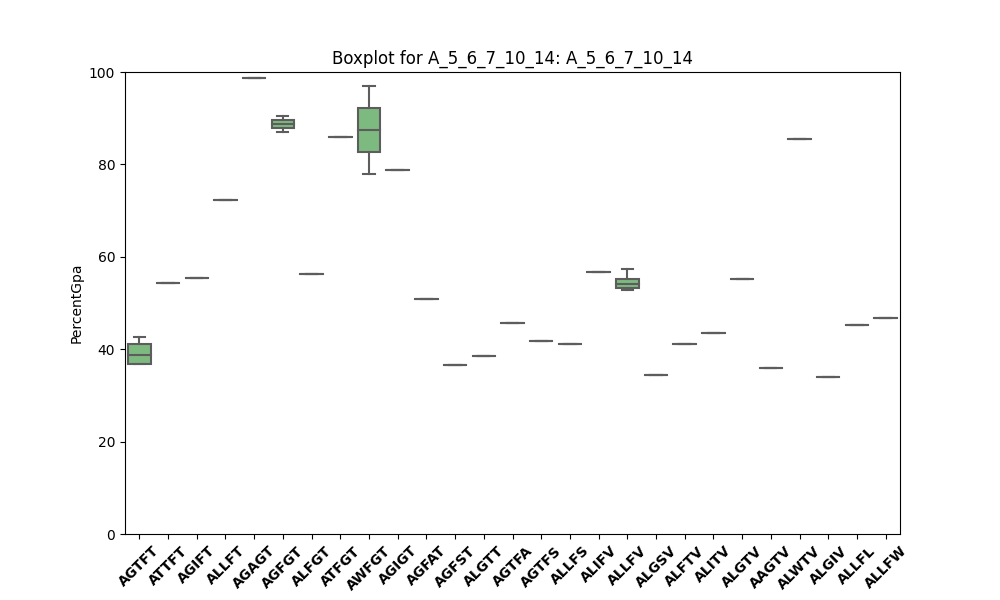 Boxplot for A_5_6_7_10_14: A_5_6_7_10_14
100
80
60
40
20
0
PercentGpa
AGTFT
ATTFT
AGIFT
ALLFT
AGAGT
AGFGT
ALFGT
ATFGT
AWFGT
AGIGT
AGFAT
AGFST
ALGTT
AGTFA
AGTFS
ALLFS
ALIFV
ALLFV
ALGSV
ALFTV
ALITV
ALGTV
AAGTV
ALWTV
ALGIV
ALLFL
ALLFW